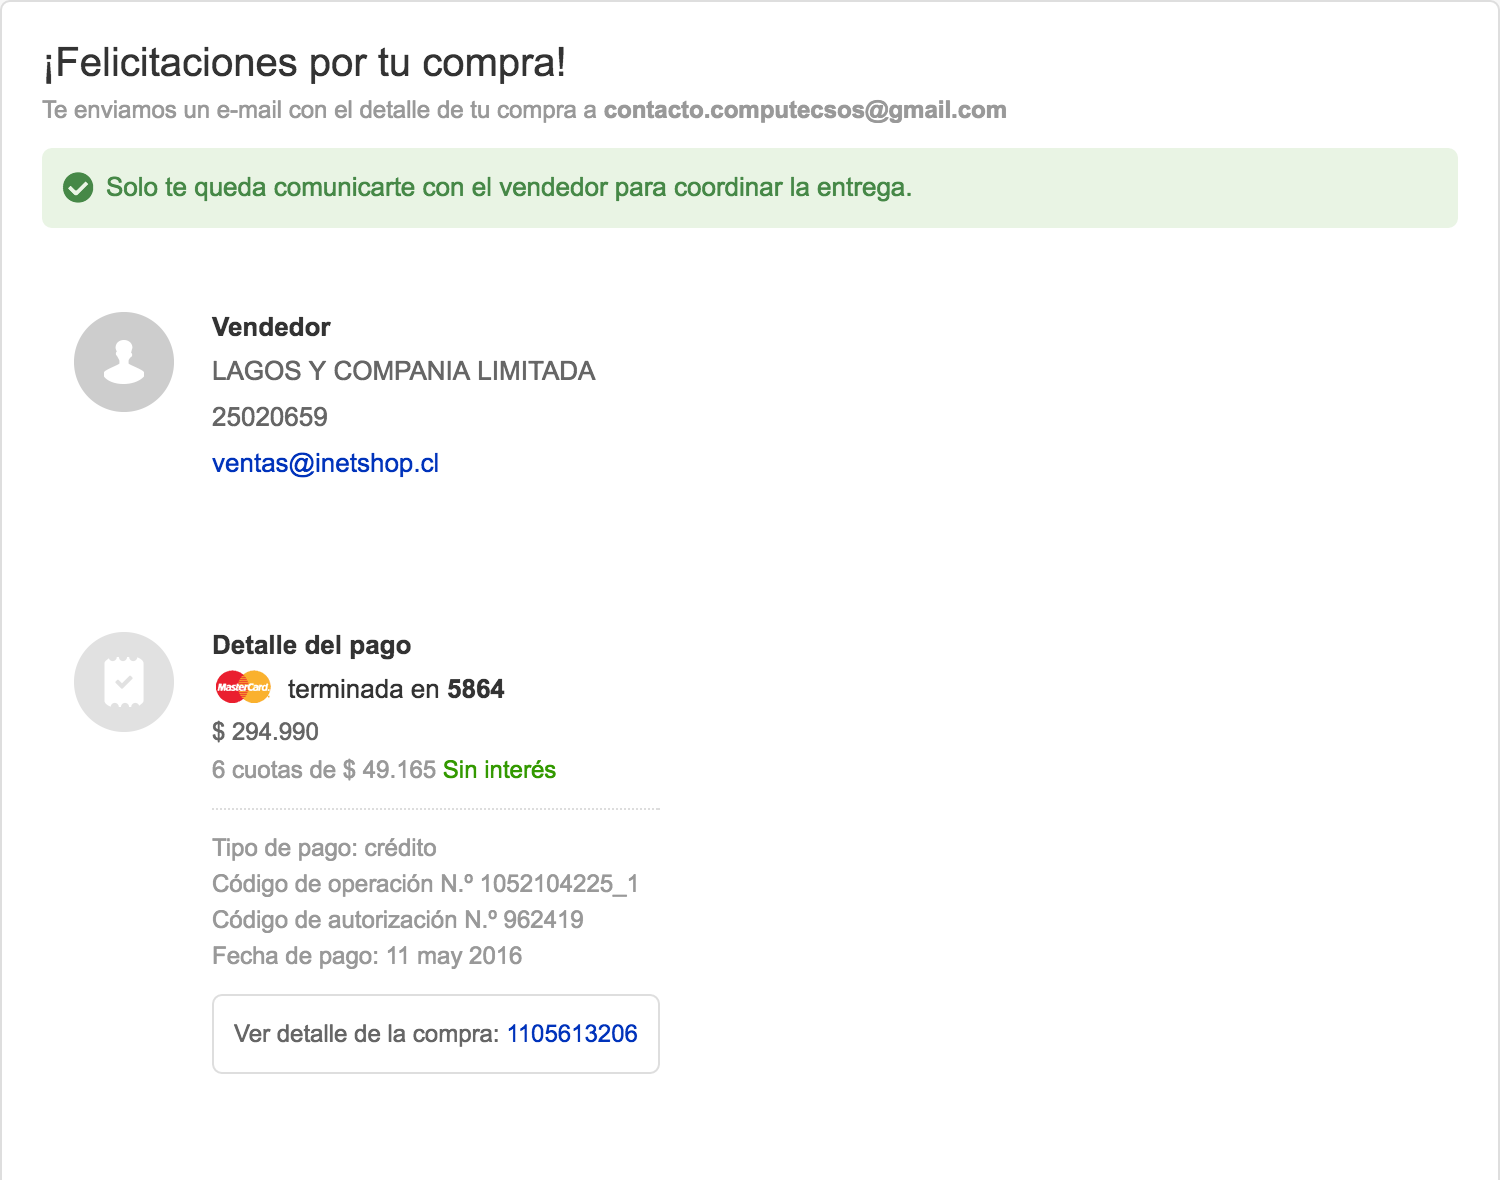 ¡Felicitaciones por tu compra!
Te enviamos un e-mail con el detalle de tu compra a contacto.computecsos@gmail.com
Solo te queda comunicarte con el vendedor para coordinar la entrega.
Vendedor
LAGOS Y COMPANIA LIMITADA
25020659
ventas@inetshop.cl
Detalle del pago
MasterCard. terminada en 5864
$ 294.990
6 cuotas de $ 49.165 Sin interés
Tipo de pago: crédito
Código de operación N.º 1052104225_1
Código de autorización N.º 962419
Fecha de pago: 11 may 2016
Ver detalle de la compra: 1105613206